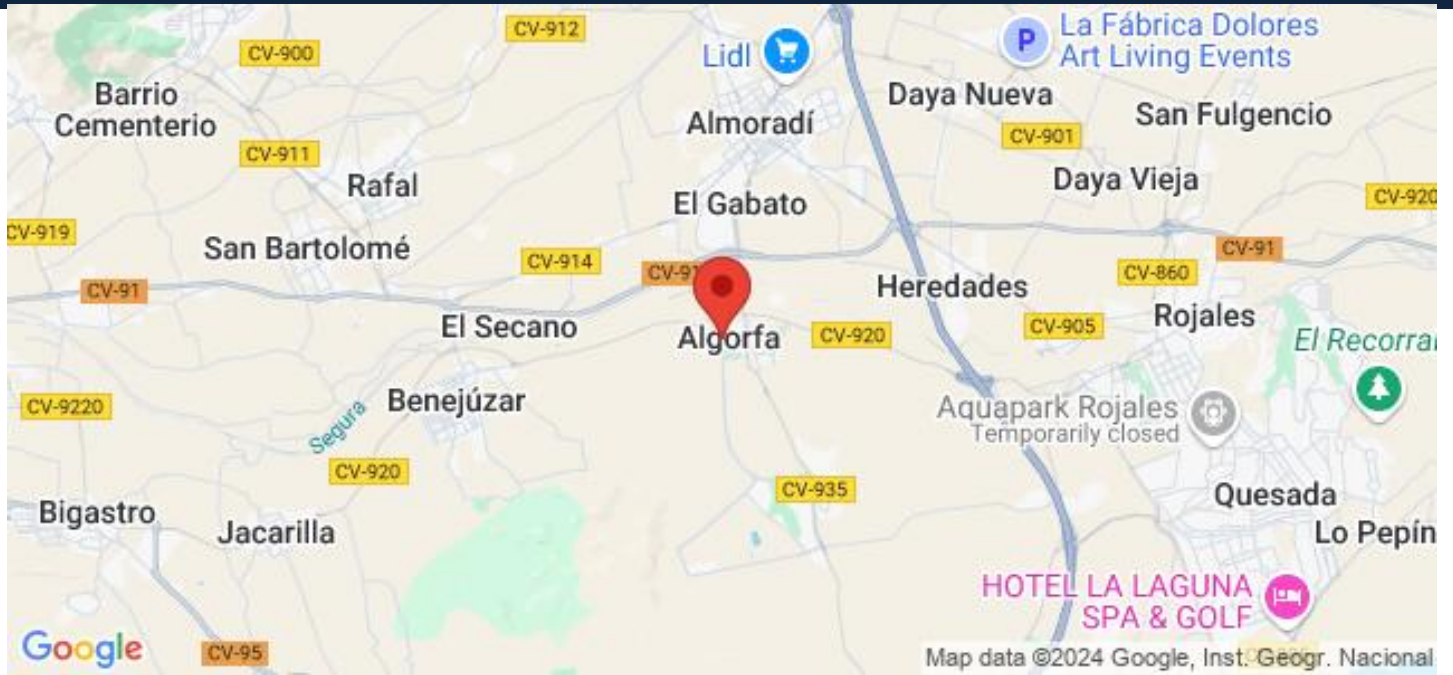 CV-912
La Fábrica Dolores
Art Living Events
P
CV-900
Lidl
Barrio
Cementerio
Daya Nueva
San Fulgencio
Almoradí
CV-901
CV-911
Rafal
Daya Vieja
El Gabato
CV-920
CV-919
San Bartolomé
CV-914
CV-91
CV-91
CV-860
CV-91
Heredades
Rojales
El Secano
Algorfa
CV-920
CV-905
El Recorral
Benejúzar
CV-9220
Segura
Aquapark Rojales
Temporarily closed
CV-920
CV-935
Quesada
Bigastro
Jacarilla
Lo Pepín
HOTEL LA LAGUNA
SPA & GOLF
Google
CV-95
Map data ©2024 Google, Inst. Geogr. Nacional